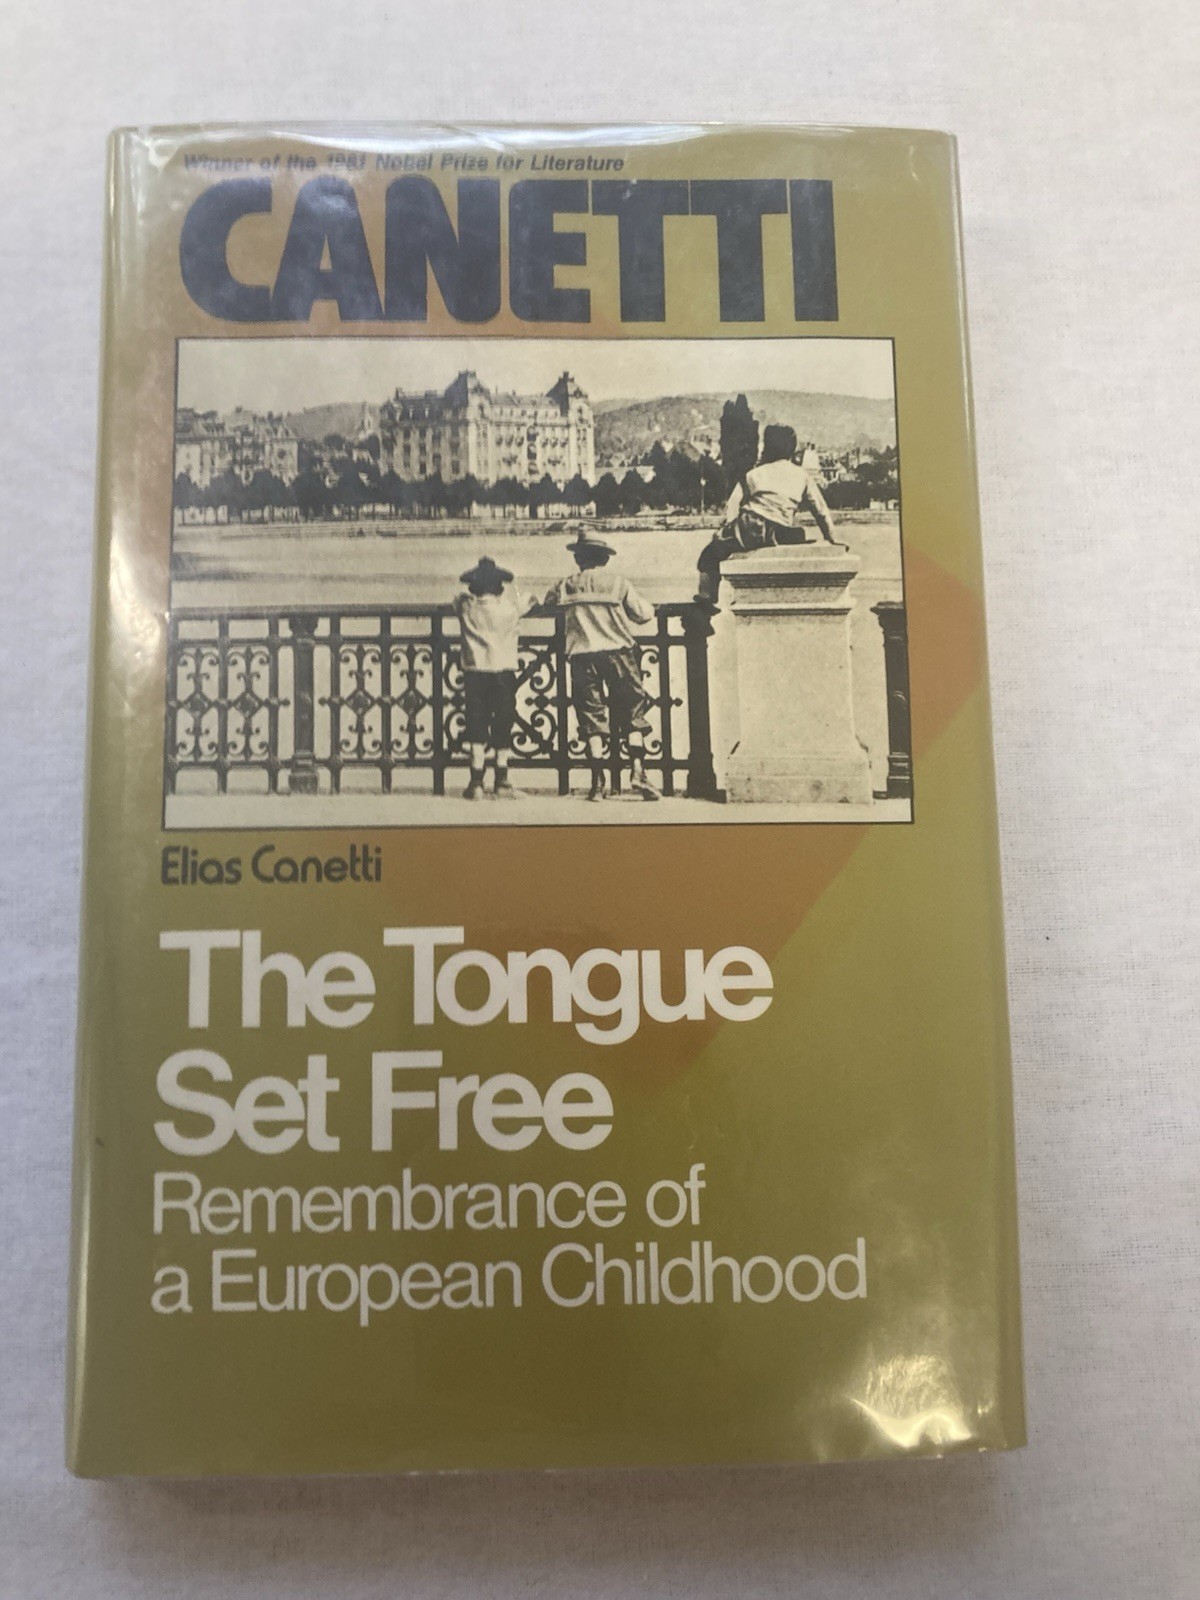 Winner of the 1981 Nobel Prize for Literature
CANETTI
Elias Canetti
The Tongue
Set Free
Remembrance of
a European Childhood